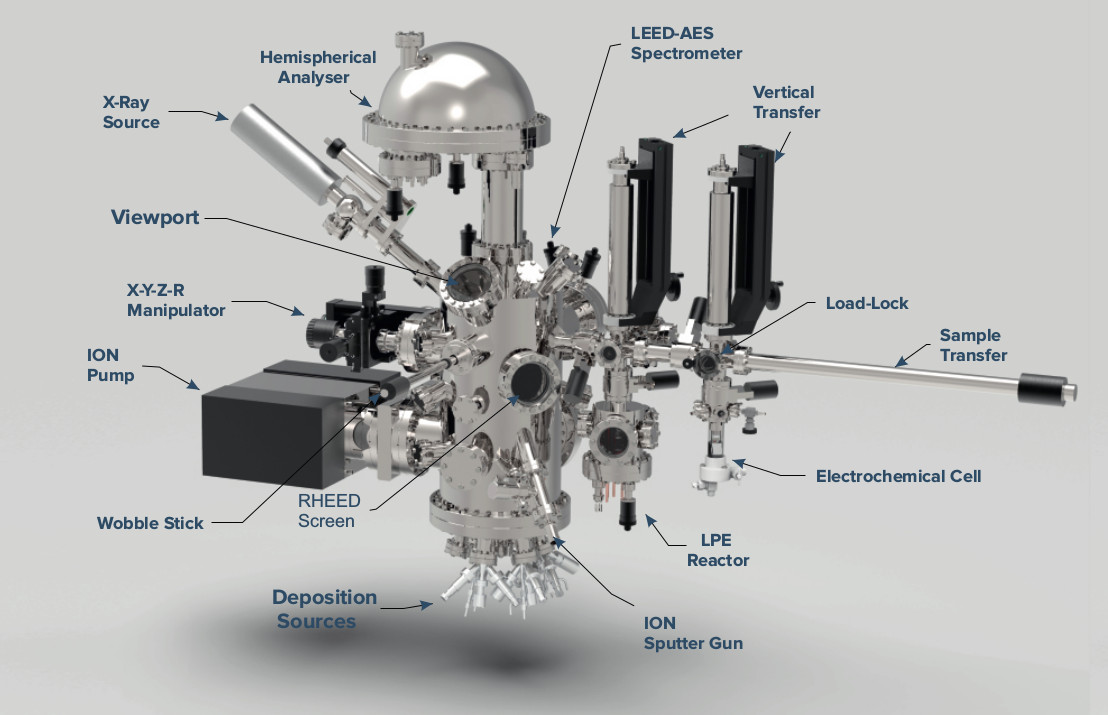 LEED-AES
Spectrometer
Hemispherical
Analyser
Vertical
Transfer
X-Ray
Source
Viewport
X-Y-Z-R
Manipulator
Load-Lock
Sample
Transfer
ION
Pump
Electrochemical Cell
RHEED
Screen
Wobble Stick
LPE
Reactor
Deposition
Sources
ION
Sputter Gun